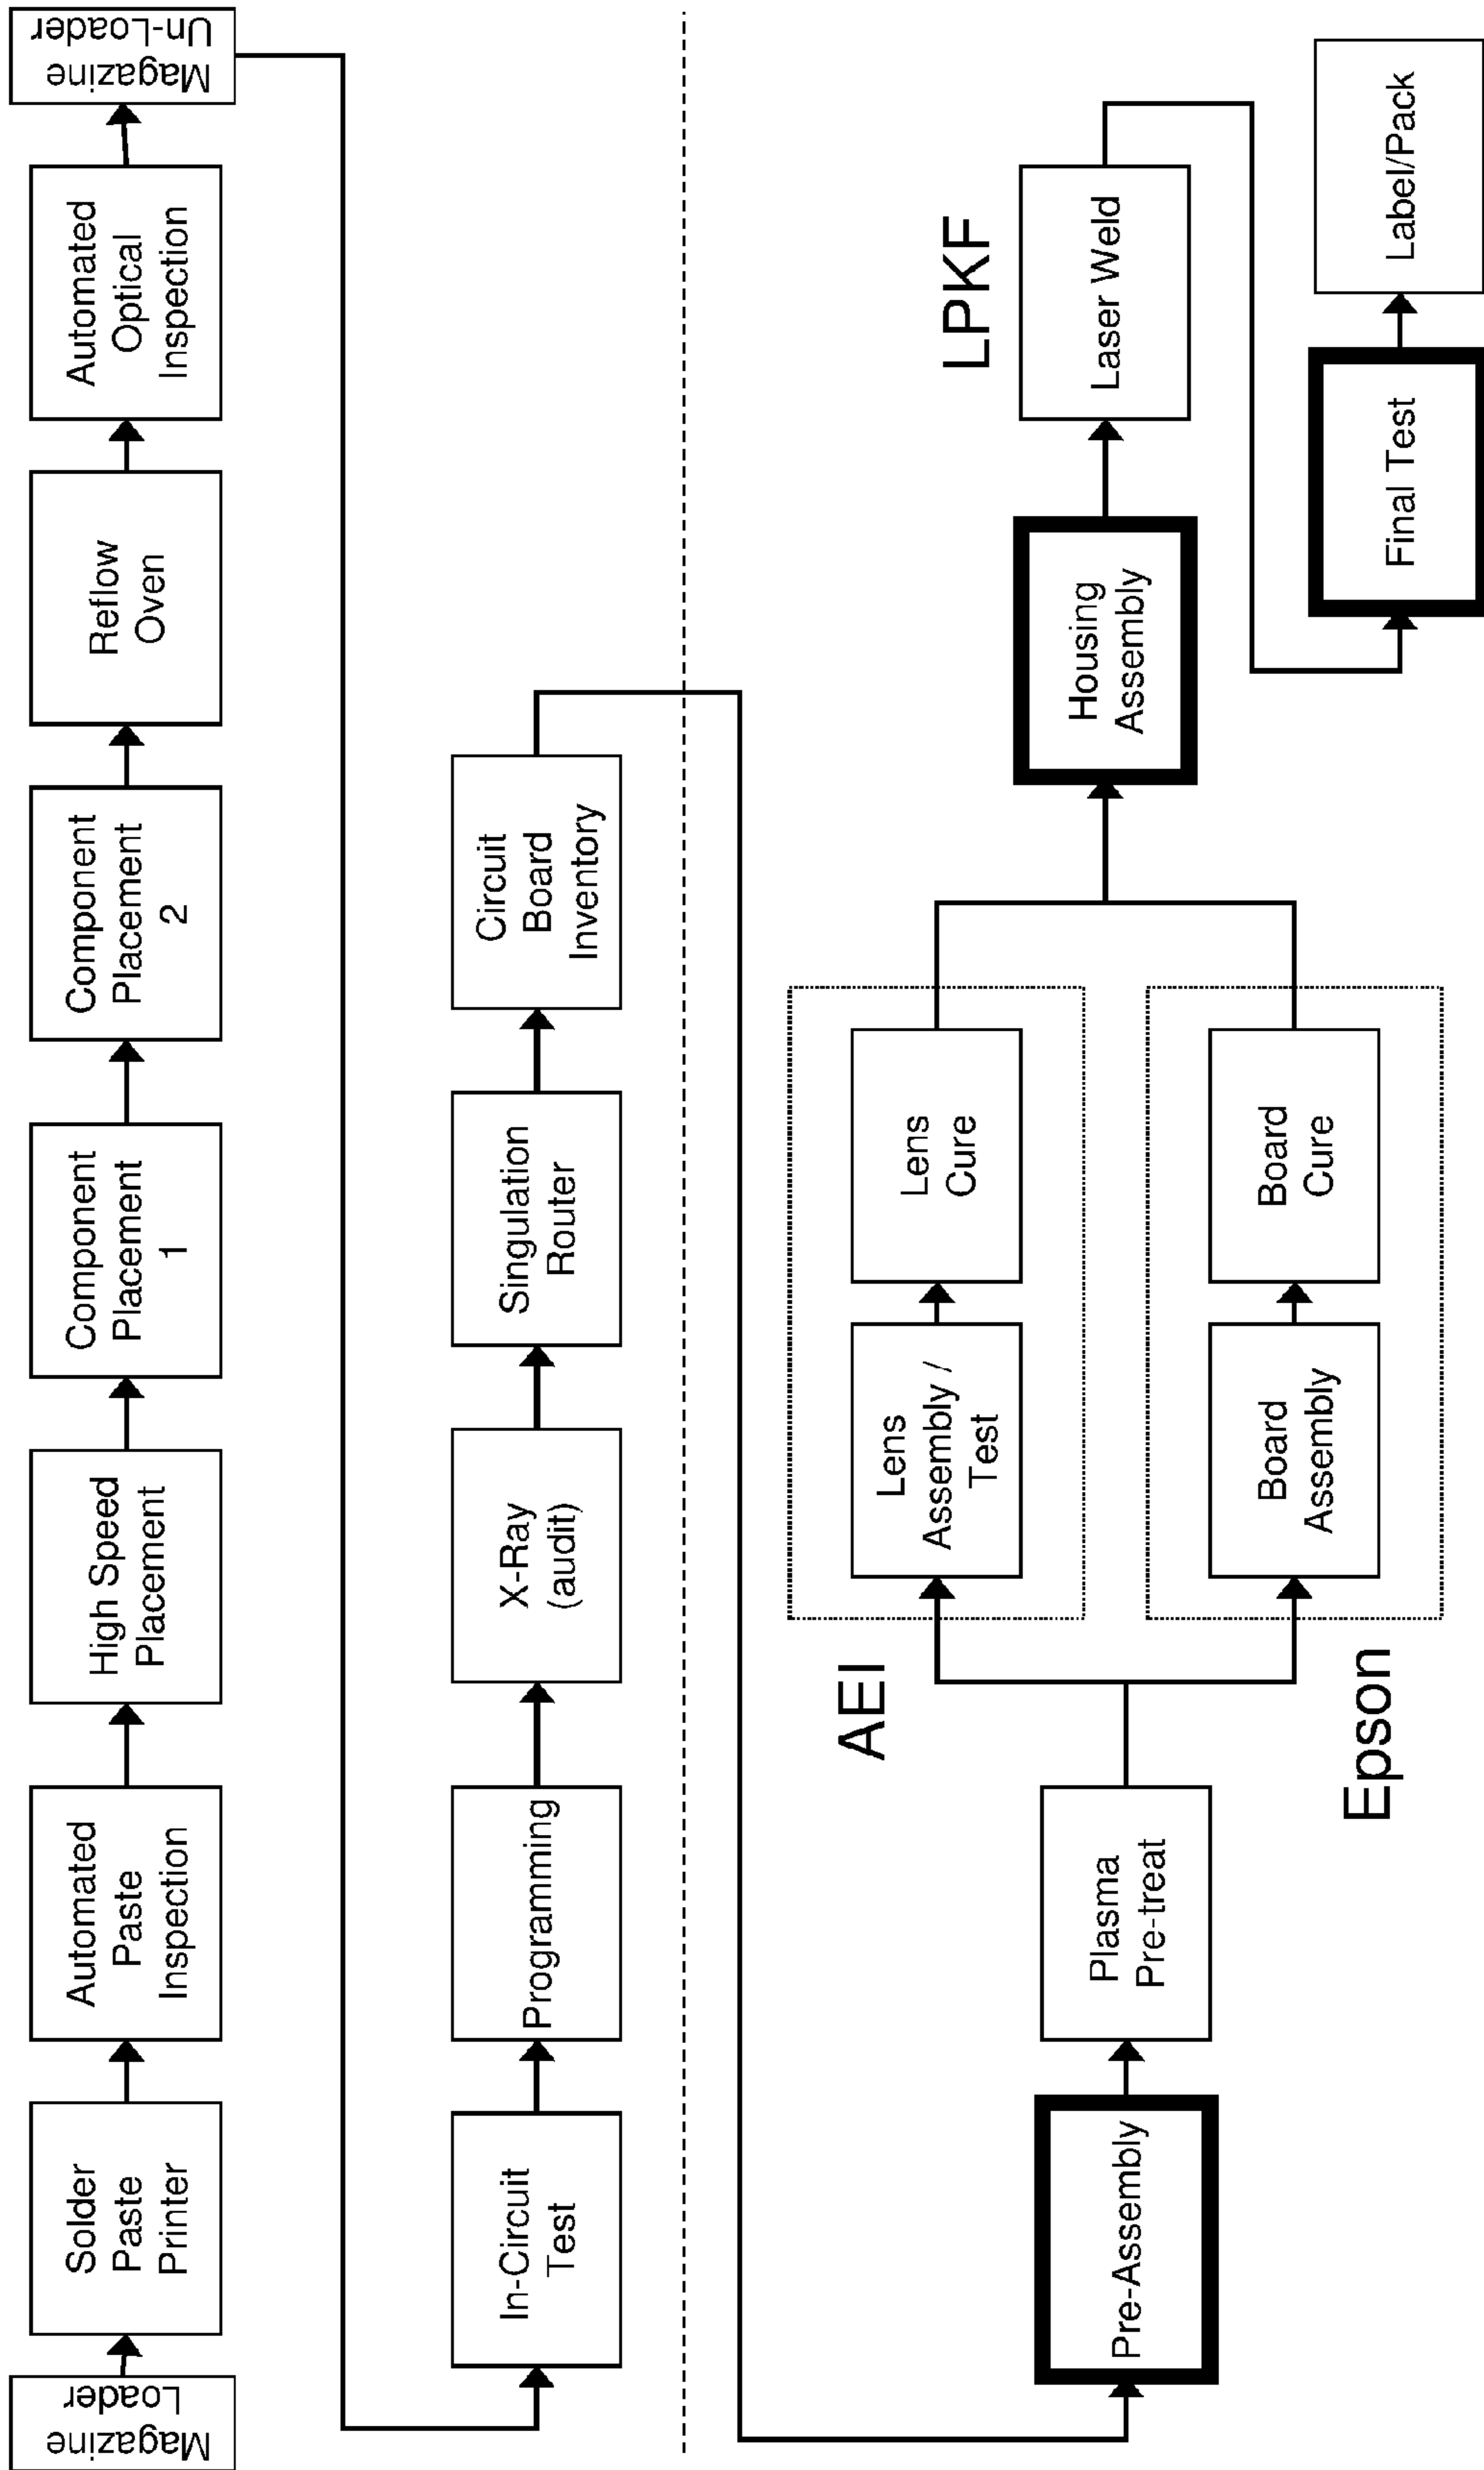 Magazine
Loader
Solder
Paste
Printer
Automated
Paste
Inspection
High Speed
Placement
Component
Placement
1
Component
Placement
2
Reflow
Oven
Automated
Optical
Inspection
Magazine
Un-Loader
In-Circuit
Test
Programming
X-Ray
(audit)
Singulation
Router
Circuit
Board
Inventory
Pre-Assembly
Plasma
Pre-treat
AEI
Lens
Assembly /
Test
Lens
Cure
Epson
Board
Assembly
Board
Cure
Housing
Assembly
LPKF
Laser Weld
Final Test
Label/Pack